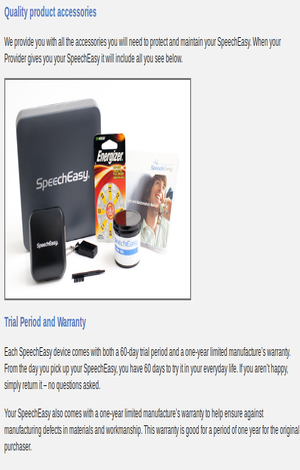 Quality product accessories
We provide you with all the accessories you will need to protect and maintain your SpeechEasy. When your
Provider gives you your SpeechEasy it will include all you see below.
SpeechEasy.
Energizer
SpeechEasy
SpeechEasy
SpeechEasy
Trial Period and Warranty
Each SpeechEasy device comes with both a 60-day trial period and a one-year limited manufacture's warranty.
From the day you pick up your SpeechEasy, you have 60 days to try it in your everyday life. If you aren't happy,
simply return it – no questions asked.
Your SpeechEasy also comes with a one-year limited manufacture's warranty to help ensure against
manufacturing defects in materials and workmanship. This warranty is good for a period of one year for the original
purchaser.